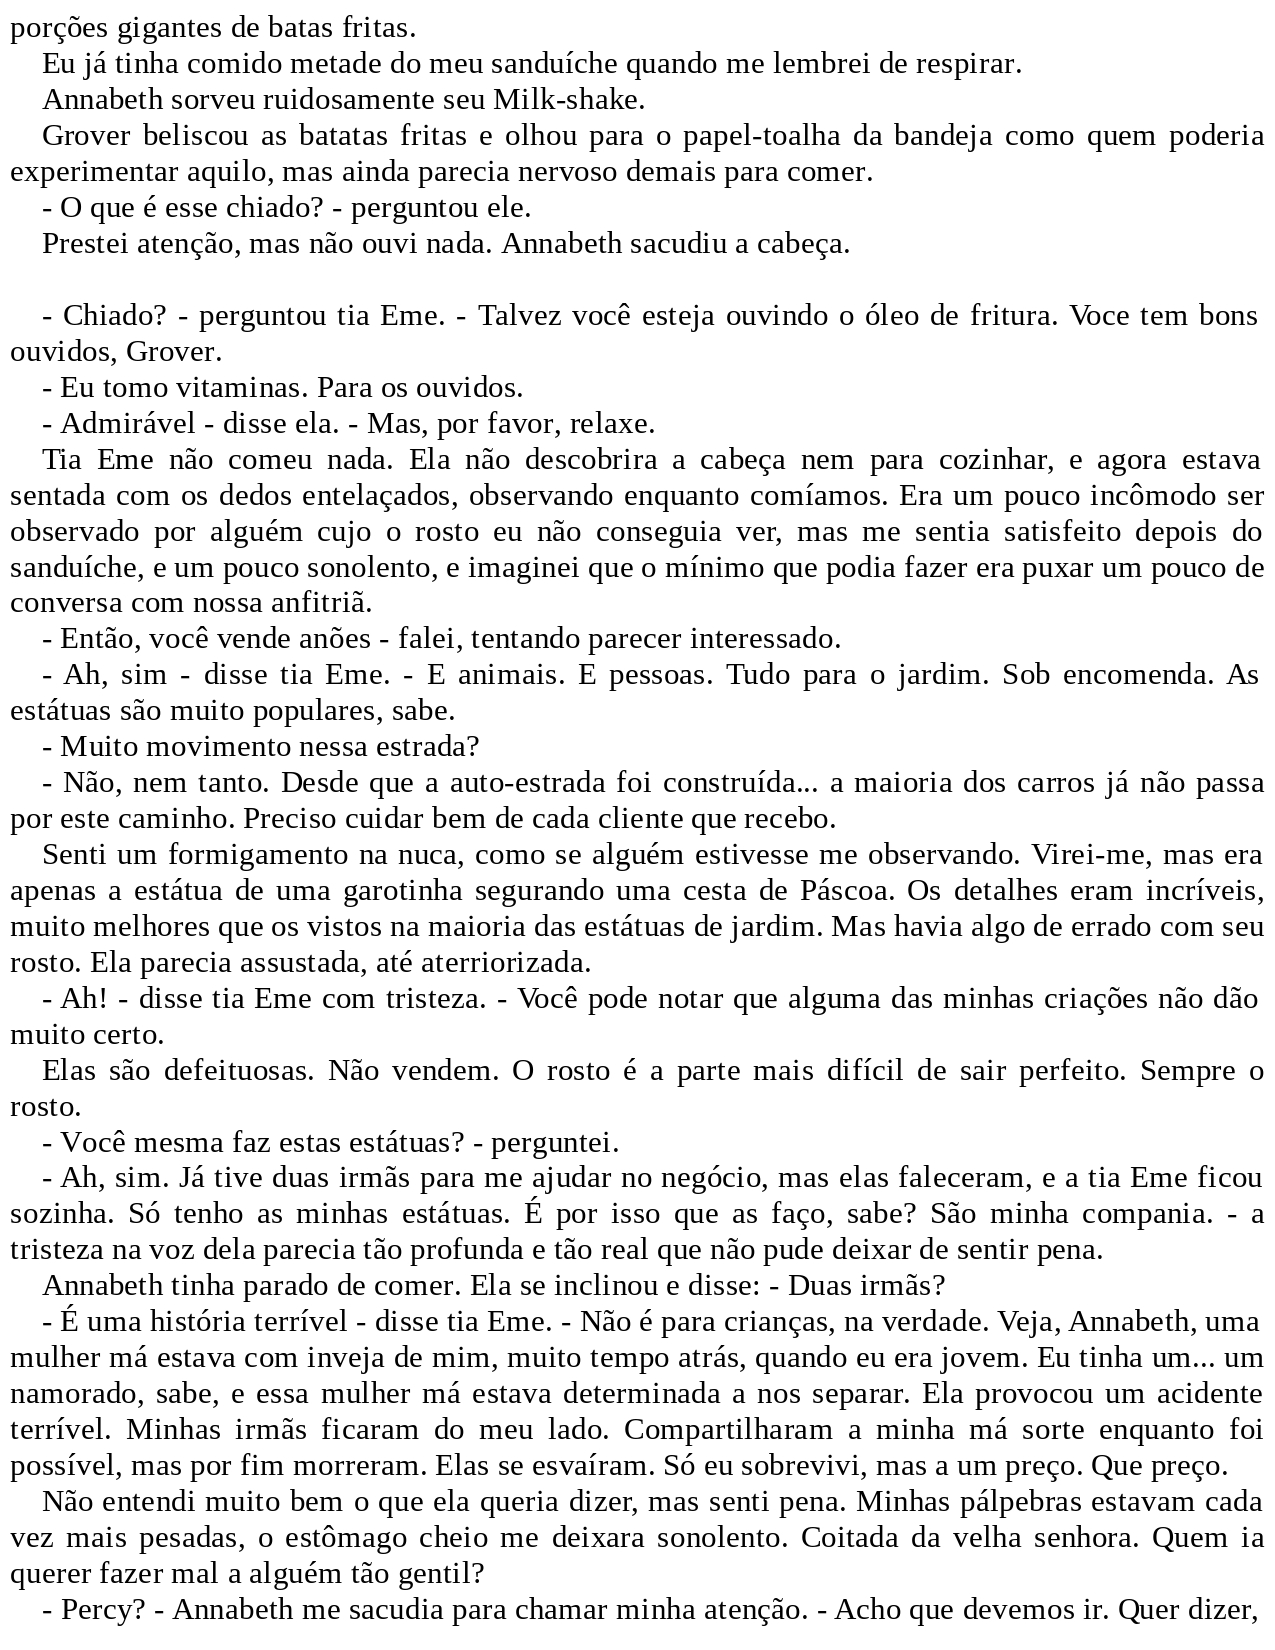 porções gigantes de batas fritas.
Eu já tinha comido metade do meu sanduíche quando me lembrei de respirar.
Annabeth sorveu ruidosamente seu Milk-shake.
Grover beliscou as batatas fritas e olhou para o papel-toalha da bandeja como quem poderia
experimentar aquilo, mas ainda parecia nervoso demais para comer.
- O que é esse chiado? - perguntou ele.
Prestei atenção, mas não ouvi nada. Annabeth sacudiu a cabeça.
- Chiado? - perguntou tia Eme. - Talvez você esteja ouvindo o óleo de fritura. Voce tem bons
ouvidos, Grover.
- Eu tomo vitaminas. Para os ouvidos.
- Admirável - disse ela. - Mas, por favor, relaxe.
Tia Eme não comeu nada. Ela não descobrira a cabeça nem para cozinhar, e agora estava
sentada com os dedos entelaçados, observando enquanto comíamos. Era um pouco incômodo ser
observado por alguém cujo o rosto eu não conseguia ver, mas me sentia satisfeito depois do
sanduíche, e um pouco sonolento, e imaginei que o mínimo que podia fazer era puxar um pouco de
conversa com nossa anfitriã.
- Então, você vende anões - falei, tentando parecer interessado.
- Ah, sim - disse tia Eme. - E animais. E pessoas. Tudo para o jardim. Sob encomenda. As
estátuas são muito populares, sabe.
- Muito movimento nessa estrada?
- Não, nem tanto. Desde que a auto-estrada foi construída... a maioria dos carros já não passa
por este caminho. Preciso cuidar bem de cada cliente que recebo.
Senti um formigamento na nuca, como se alguém estivesse me observando. Virei-me, mas era
apenas a estátua de uma garotinha segurando uma cesta de Páscoa. Os detalhes eram incríveis,
muito melhores que os vistos na maioria das estátuas de jardim. Mas havia algo de errado com seu
rosto. Ela parecia assustada, até aterriorizada.
- Ah! - disse tia Eme com tristeza. - Você pode notar que alguma das minhas criações não dão
muito certo.
Elas são defeituosas. Não vendem. O rosto é a parte mais difícil de sair perfeito. Sempre o
rosto.
- Você mesma faz estas estátuas? - perguntei.
- Ah, sim. Já tive duas irmãs para me ajudar no negócio, mas elas faleceram, e a tia Eme ficou
sozinha. Só tenho as minhas estátuas. É por isso que as faço, sabe? São minha compania. - a
tristeza na voz dela parecia tão profunda e tão real que não pude deixar de sentir pena.
Annabeth tinha parado de comer. Ela se inclinou e disse: - Duas irmãs?
- É uma história terrível - disse tia Eme. - Não é para crianças, na verdade. Veja, Annabeth, uma
mulher má estava com inveja de mim, muito tempo atrás, quando eu era jovem. Eu tinha um... um
namorado, sabe, e essa mulher má estava determinada a nos separar. Ela provocou um acidente
terrível. Minhas irmãs ficaram do meu lado. Compartilharam a minha má sorte enquanto foi
possível, mas por fim morreram. Elas se esvaíram. Só eu sobrevivi, mas a um preço. Que preço.
Não entendi muito bem o que ela queria dizer, mas senti pena. Minhas pálpebras estavam cada
vez mais pesadas, o estômago cheio me deixara sonolento. Coitada da velha senhora. Quem ia
querer fazer mal a alguém tão gentil?
- Percy? - Annabeth me sacudia para chamar minha atenção. - Acho que devemos ir. Quer dizer,